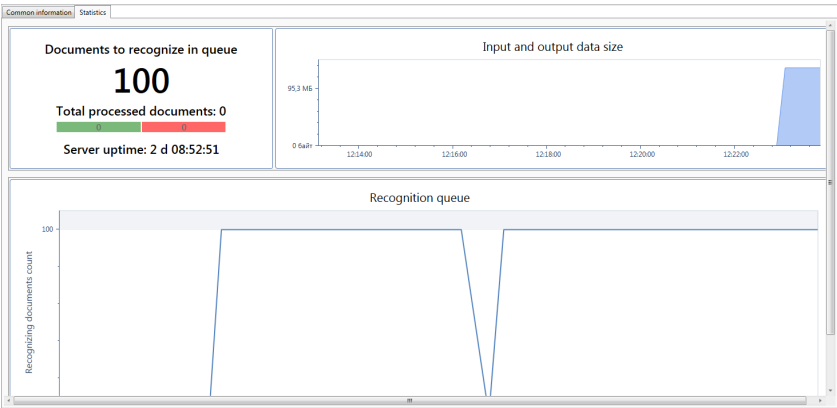 Common information
Statistics
Documents to recognize in queue
100
Total processed documents: 0
0
0
Server uptime: 2 d 08:52:51
Input and output data size
95,3 МБ
0 байт
12:14:00
12:16:00
12:18:00
12:20:00
12:22:00
Recognition queue
100
Recognizing documents count